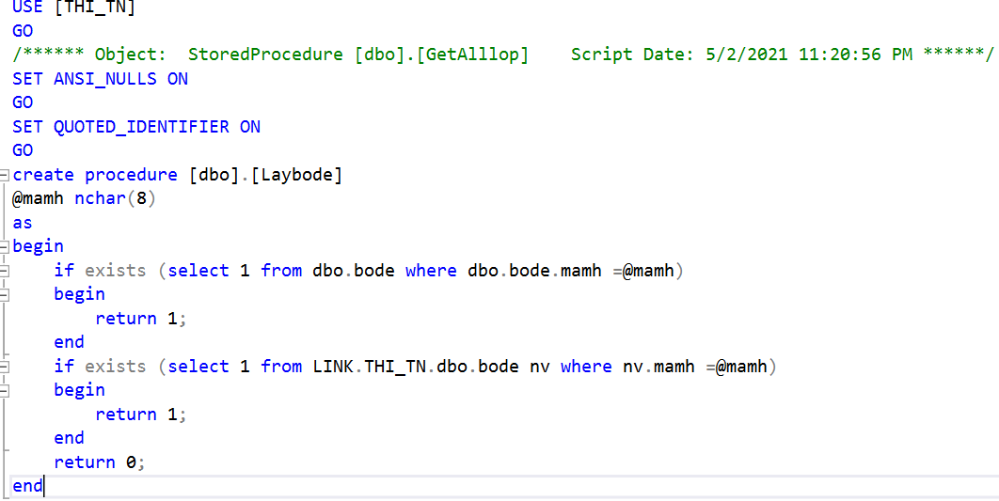 USE [THI_TN]
GO
/****** Object:  StoredProcedure [dbo].[GetAlllop]    Script Date: 5/2/2021 11:20:56 PM ******/
SET ANSI_NULLS ON
GO
SET QUOTED_IDENTIFIER ON
GO
create procedure [dbo].[Laybode]
@mamh nchar(8)
as
begin
    if exists (select 1 from dbo.bode where dbo.bode.mamh =@mamh)
    begin
        return 1;
    end
    if exists (select 1 from LINK.THI_TN.dbo.bode nv where nv.mamh =@mamh)
    begin
        return 1;
    end
    return 0;
end